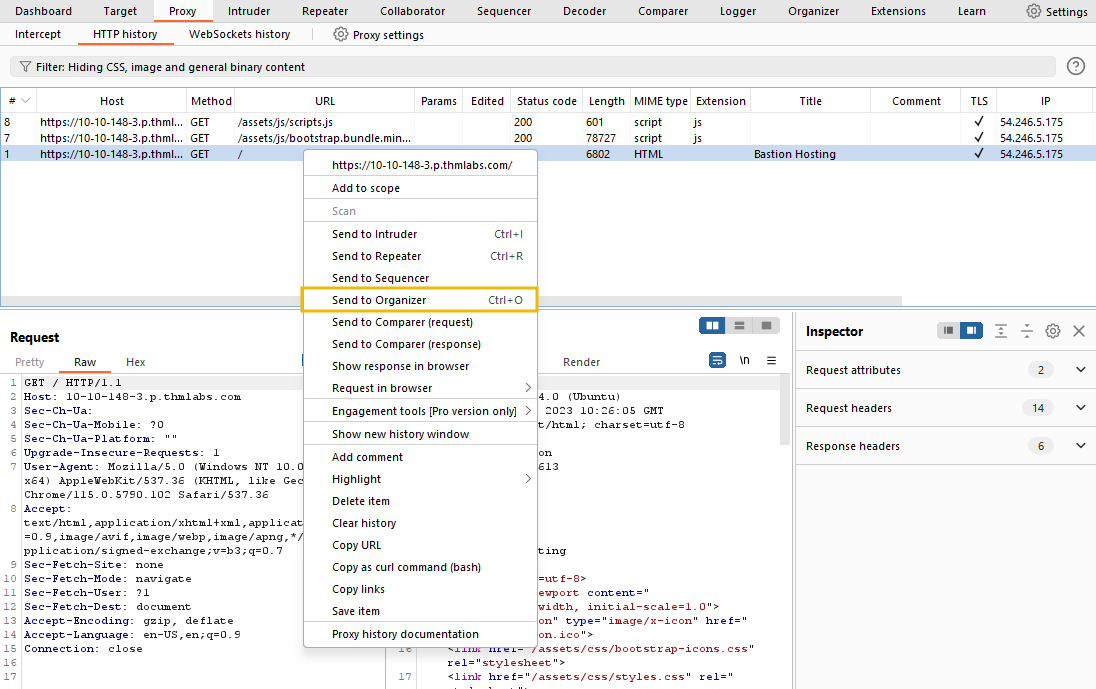 Dashboard Target Proxy Intruder Repeater Collaborator Sequencer Decoder Comparer Logger Organizer Extensions Learn Settings
Intercept HTTP history WebSockets history Proxy settings
Filter: Hiding CSS, image and general binary content
# Host Method URL Params Edited Status code Length MIME type Extension Title Comment TLS IP
8 https://10-10-148-3.p.thml... GET /assets/js/scripts.js 200 601 script js ✓ 54.246.5.175
7 https://10-10-148-3.p.thml... GET /assets/js/bootstrap.bundle.min... 200 78727 script js ✓ 54.246.5.175
1 https://10-10-148-3.p.thml... GET / 6802 HTML Bastion Hosting ✓ 54.246.5.175
https://10-10-148-3.p.thmlabs.com/
Add to scope
Scan
Send to Intruder Ctrl+I
Send to Repeater Ctrl+R
Send to Sequencer
Send to Organizer Ctrl+O
Send to Comparer (request)
Send to Comparer (response)
Show response in browser
Request in browser
Engagement tools [Pro version only]
Show new history window
Add comment
Highlight
Delete item
Clear history
Copy URL
Copy as curl command (bash)
Copy links
Save item
Proxy history documentation
Request
Pretty Raw Hex
1 GET / HTTP/1.1
2 Host: 10-10-148-3.p.thmlabs.com
3 Sec-Ch-Ua:
4 Sec-Ch-Ua-Mobile: ?0
5 Sec-Ch-Ua-Platform: ""
6 Upgrade-Insecure-Requests: 1
7 User-Agent: Mozilla/5.0 (Windows NT 10.0
x64) AppleWebKit/537.36 (KHTML, like Gec
Chrome/115.0.5790.102 Safari/537.36
8 Accept:
text/html,application/xhtml+xml,applicat
=0.9,image/avif,image/webp,image/apng,*/
pplication/signed-exchange;v=b3;q=0.7
9 Sec-Fetch-Site: none
10 Sec-Fetch-Mode: navigate
11 Sec-Fetch-User: ?1
12 Sec-Fetch-Dest: document
13 Accept-Encoding: gzip, deflate
14 Accept-Language: en-US,en;q=0.9
15 Connection: close
16
17
Render \n
4.0 (Ubuntu)
2023 10:26:05 GMT
t/html; charset=utf-8
on
613
ting
=utf-8>
ewport content="
width, initial-scale=1.0">
on" type="image/x-icon" href="
on.ico">
16 <link href="/assets/css/bootstrap-icons.css"
rel="stylesheet">
17 <link href="/assets/css/styles.css" rel="
Inspector
Request attributes 2
Request headers 14
Response headers 6